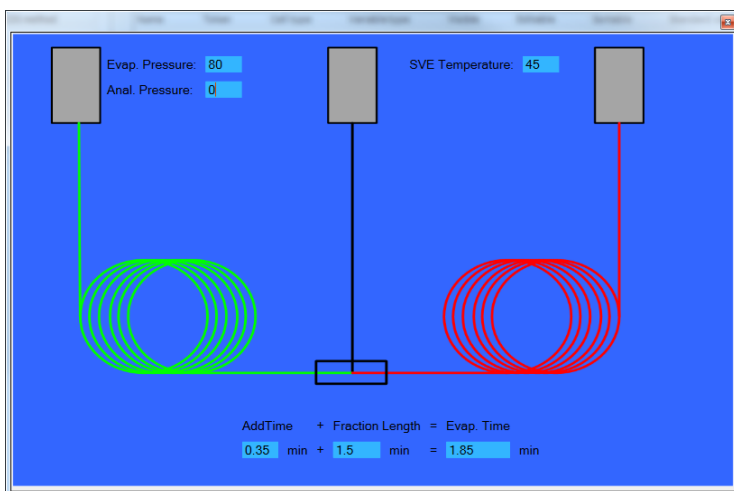 Evap. Pressure: 80 SVE Temperature: 45
Anal. Pressure: 0
AddTime + Fraction Length = Evap. Time
0.35 min + 1.5 min = 1.85 min